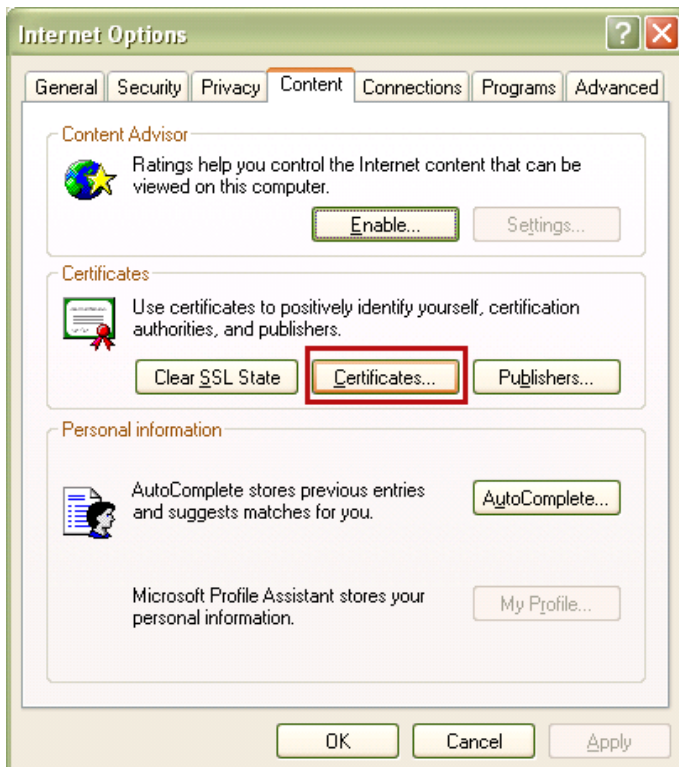 Internet Options
General Security Privacy Content Connections Programs Advanced
Content Advisor
Ratings help you control the Internet content that can be
viewed on this computer.
Enable... Settings...
Certificates
Use certificates to positively identify yourself, certification
authorities, and publishers.
Clear SSL State Certificates... Publishers...
Personal information
AutoComplete stores previous entries
and suggests matches for you.
AutoComplete...
Microsoft Profile Assistant stores your
personal information.
My Profile...
OK Cancel Apply